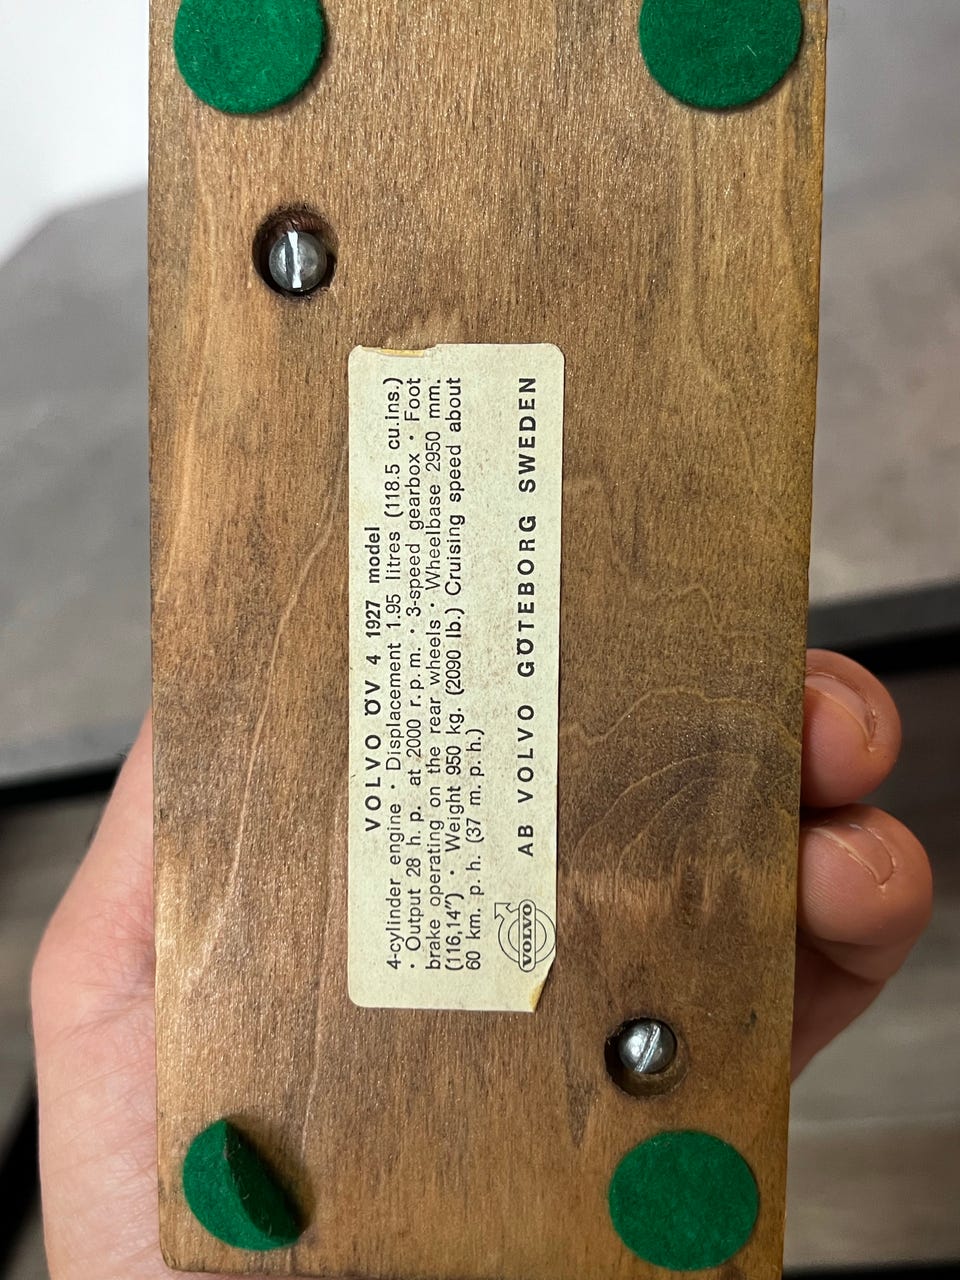 VOLVO ÖV 4 1927 model
4-cylinder engine · Displacement 1.95 litres (118.5 cu.ins.)
· Output 28 h. p. at 2000 r. p. m. · 3-speed gearbox · Foot
brake operating on the rear wheels · Wheelbase 2950 mm.
(116,14″) · Weight 950 kg. (2090 lb.) Cruising speed about
60 km. p. h. (37 m. p. h.)
VOLVO
AB VOLVO GÖTEBORG SWEDEN